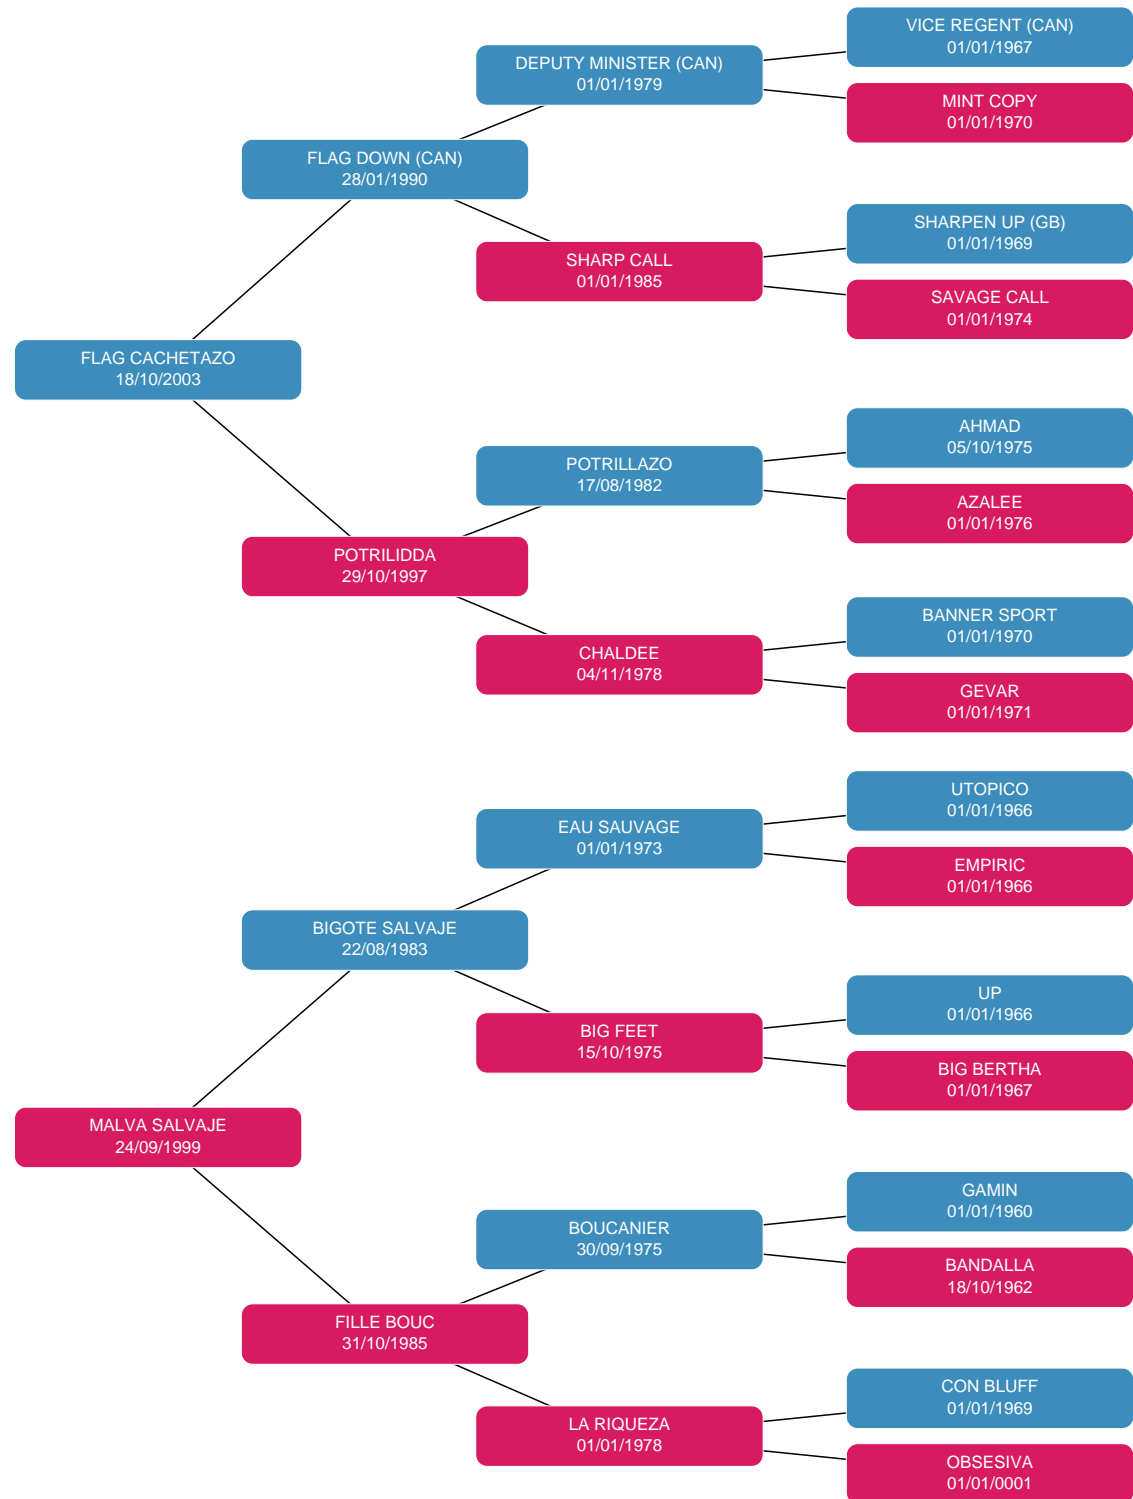 VICE REGENT (CAN)
01/01/1967
DEPUTY MINISTER (CAN)
01/01/1979
MINT COPY
01/01/1970
FLAG DOWN (CAN)
28/01/1990
SHARPEN UP (GB)
01/01/1969
SHARP CALL
01/01/1985
SAVAGE CALL
01/01/1974
FLAG CACHETAZO
18/10/2003
AHMAD
05/10/1975
POTRILLAZO
17/08/1982
AZALEE
01/01/1976
POTRILIDDA
29/10/1997
BANNER SPORT
01/01/1970
CHALDEE
04/11/1978
GEVAR
01/01/1971
UTOPICO
01/01/1966
EAU SAUVAGE
01/01/1973
EMPIRIC
01/01/1966
BIGOTE SALVAJE
22/08/1983
UP
01/01/1966
BIG FEET
15/10/1975
BIG BERTHA
01/01/1967
MALVA SALVAJE
24/09/1999
GAMIN
01/01/1960
BOUCANIER
30/09/1975
BANDALLA
18/10/1962
FILLE BOUC
31/10/1985
CON BLUFF
01/01/1969
LA RIQUEZA
01/01/1978
OBSESIVA
01/01/0001